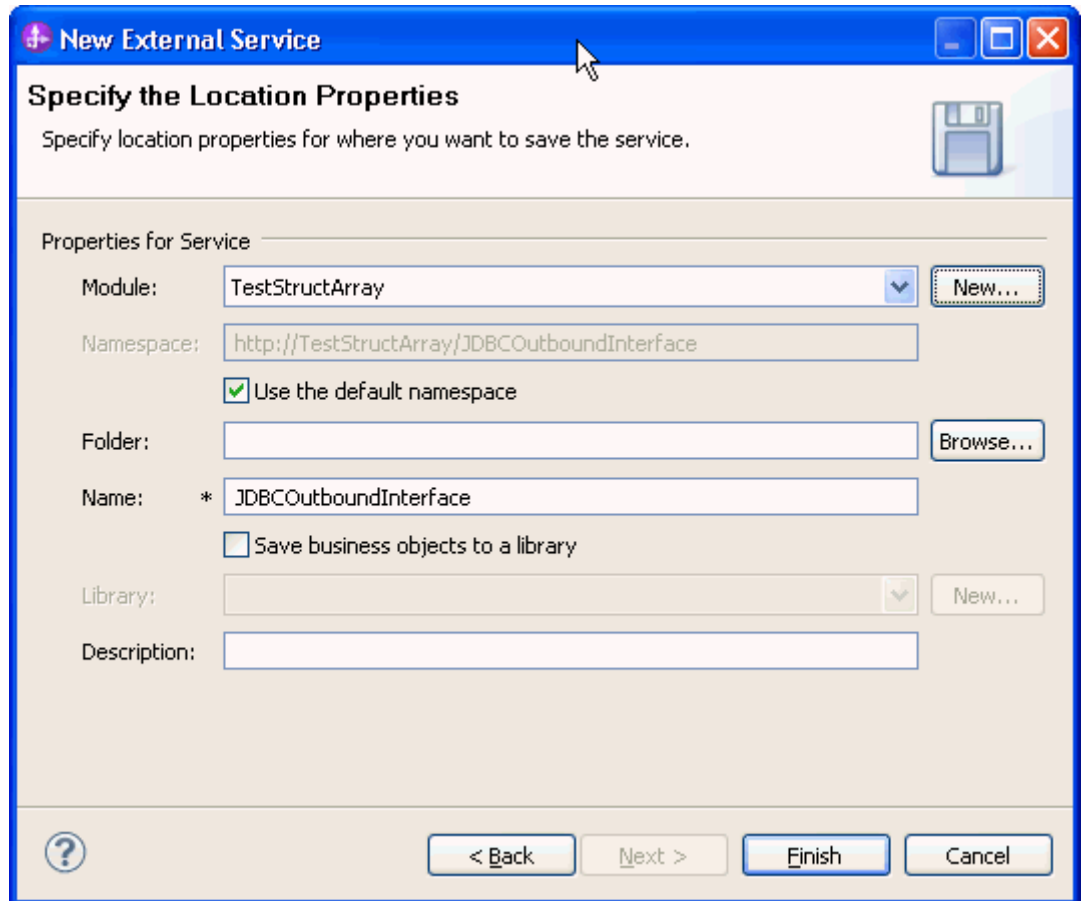 New External Service
Specify the Location Properties
Specify location properties for where you want to save the service.
Properties for Service
Module: TestStructArray New...
Namespace: http://TestStructArray/JDBCOutboundInterface
Use the default namespace
Folder: Browse...
Name: * JDBCOutboundInterface
Save business objects to a library
Library: New...
Description:
? < Back Next > Finish Cancel